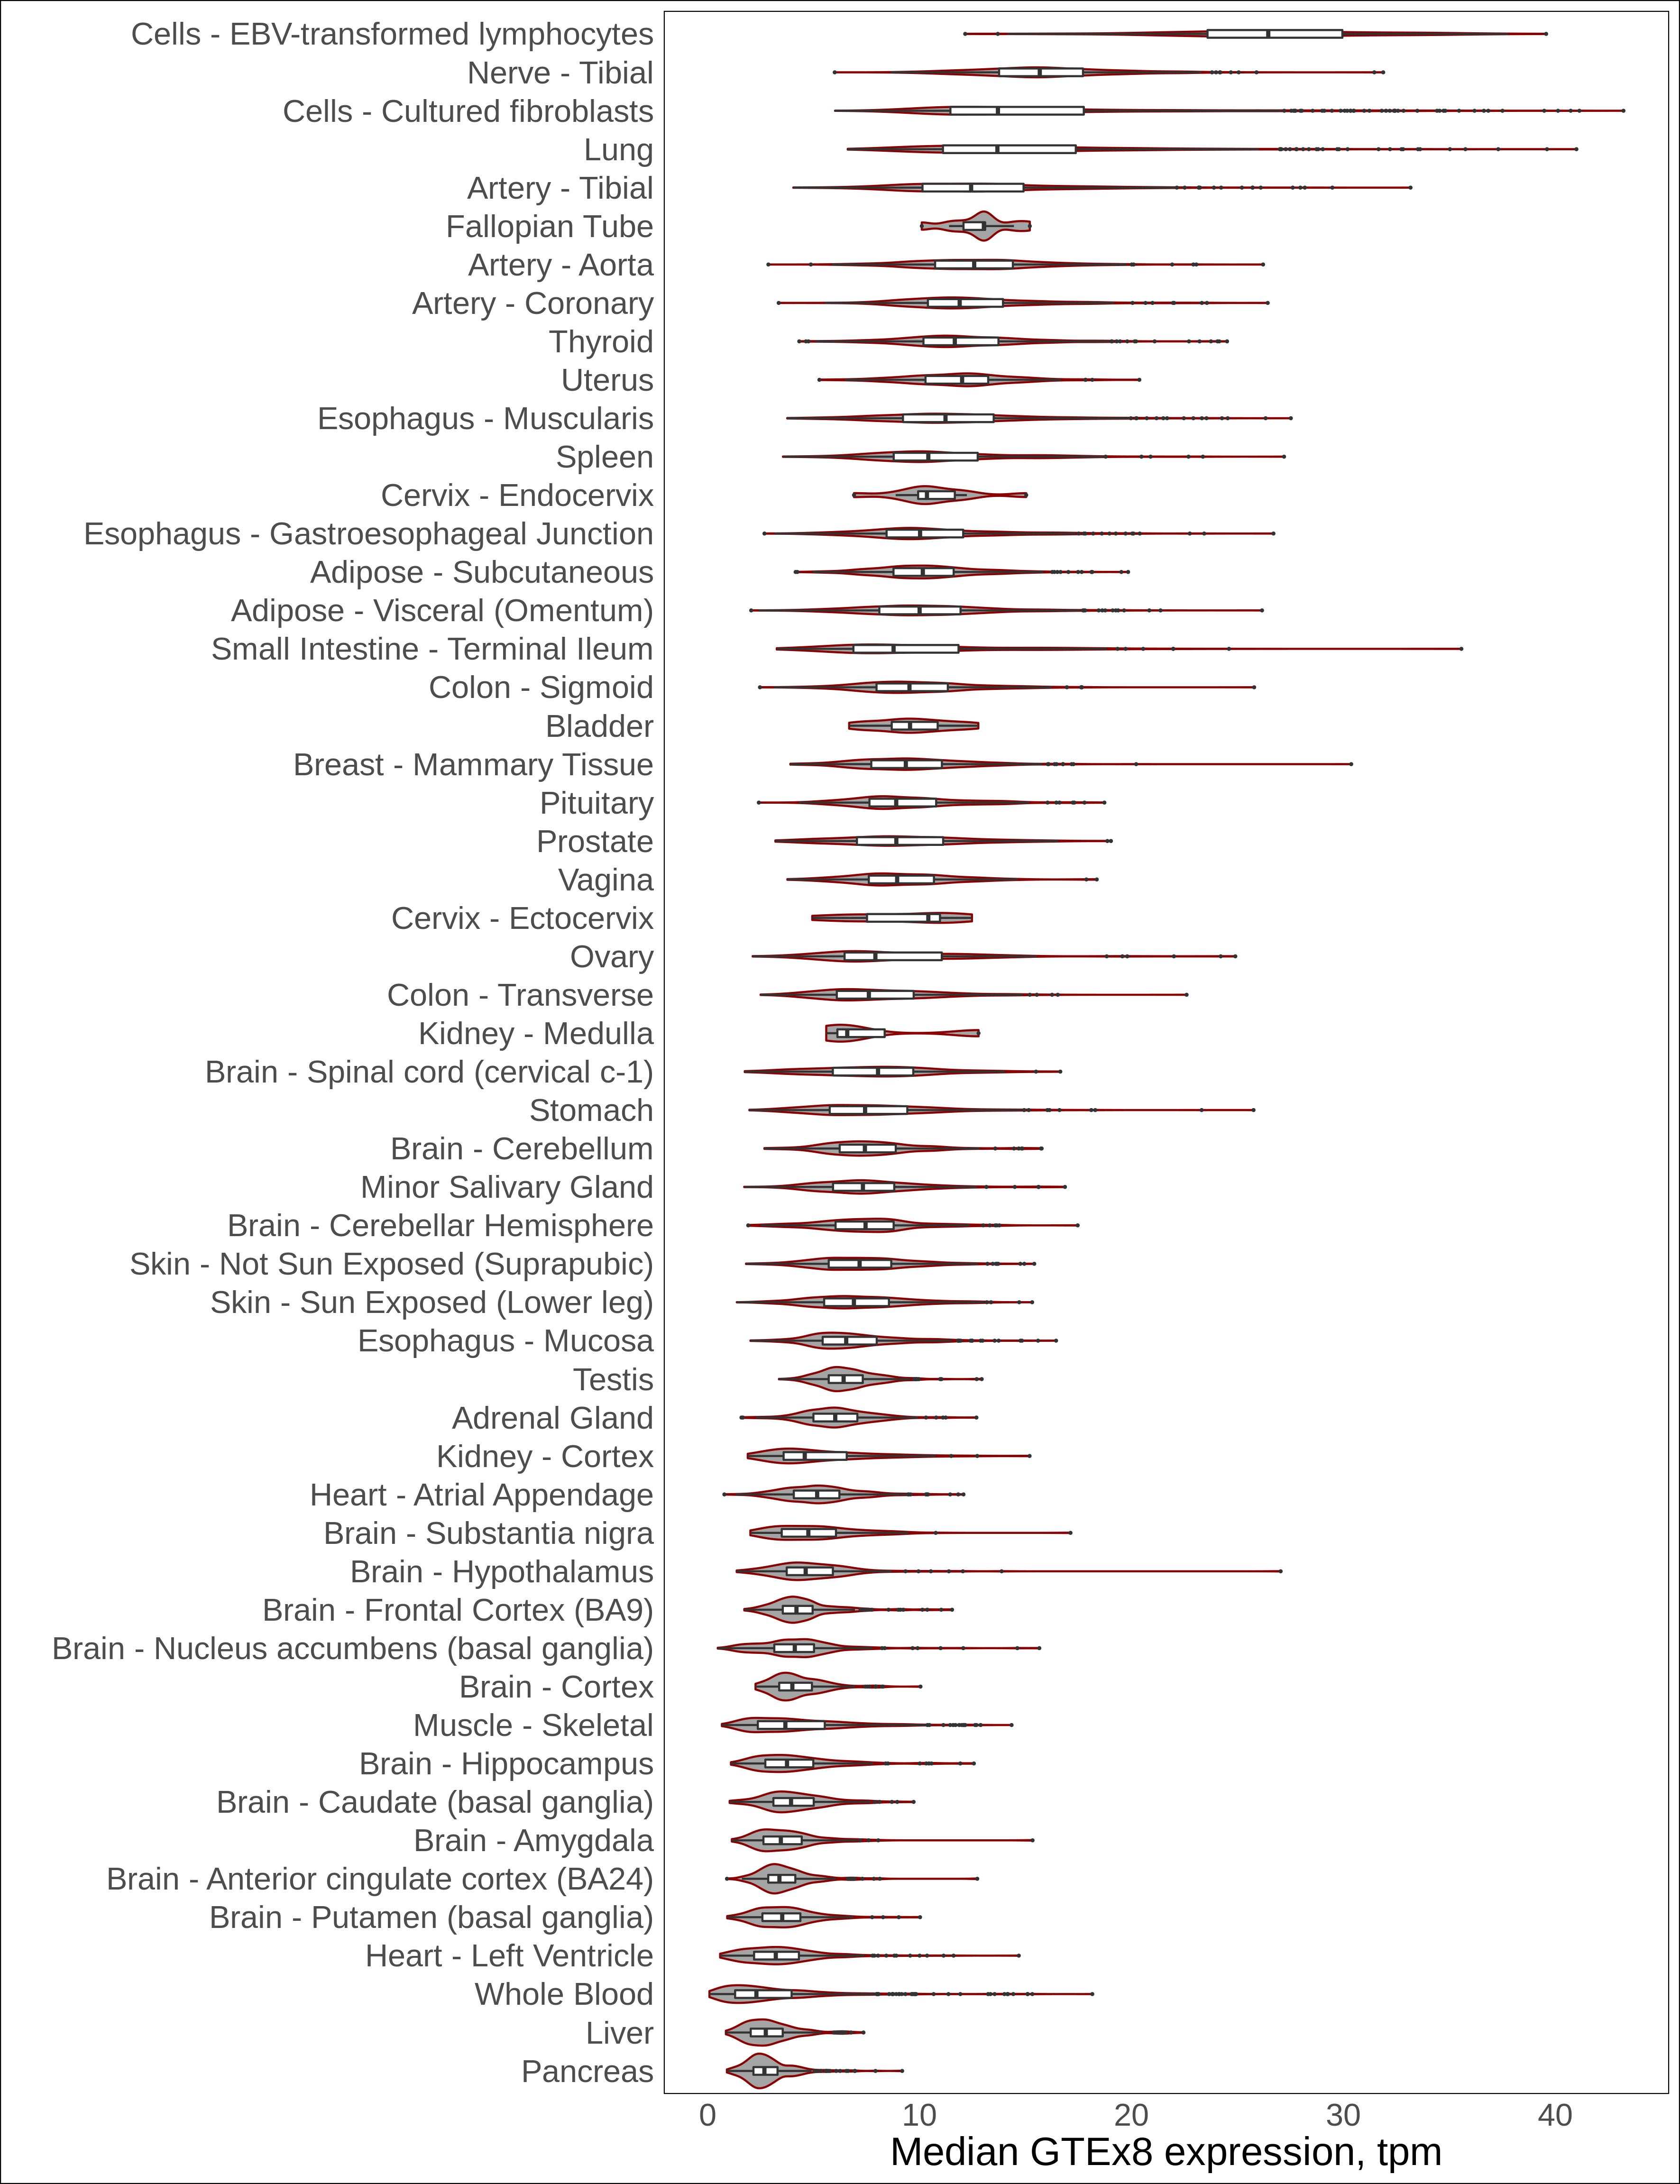 Cells - EBV-transformed lymphocytes
Nerve - Tibial
Cells - Cultured fibroblasts
Lung
Artery - Tibial
Fallopian Tube
Artery - Aorta
Artery - Coronary
Thyroid
Uterus
Esophagus - Muscularis
Spleen
Cervix - Endocervix
Esophagus - Gastroesophageal Junction
Adipose - Subcutaneous
Adipose - Visceral (Omentum)
Small Intestine - Terminal Ileum
Colon - Sigmoid
Bladder
Breast - Mammary Tissue
Pituitary
Prostate
Vagina
Cervix - Ectocervix
Ovary
Colon - Transverse
Kidney - Medulla
Brain - Spinal cord (cervical c-1)
Stomach
Brain - Cerebellum
Minor Salivary Gland
Brain - Cerebellar Hemisphere
Skin - Not Sun Exposed (Suprapubic)
Skin - Sun Exposed (Lower leg)
Esophagus - Mucosa
Testis
Adrenal Gland
Kidney - Cortex
Heart - Atrial Appendage
Brain - Substantia nigra
Brain - Hypothalamus
Brain - Frontal Cortex (BA9)
Brain - Nucleus accumbens (basal ganglia)
Brain - Cortex
Muscle - Skeletal
Brain - Hippocampus
Brain - Caudate (basal ganglia)
Brain - Amygdala
Brain - Anterior cingulate cortex (BA24)
Brain - Putamen (basal ganglia)
Heart - Left Ventricle
Whole Blood
Liver
Pancreas
0 10 20 30 40
Median GTEx8 expression, tpm